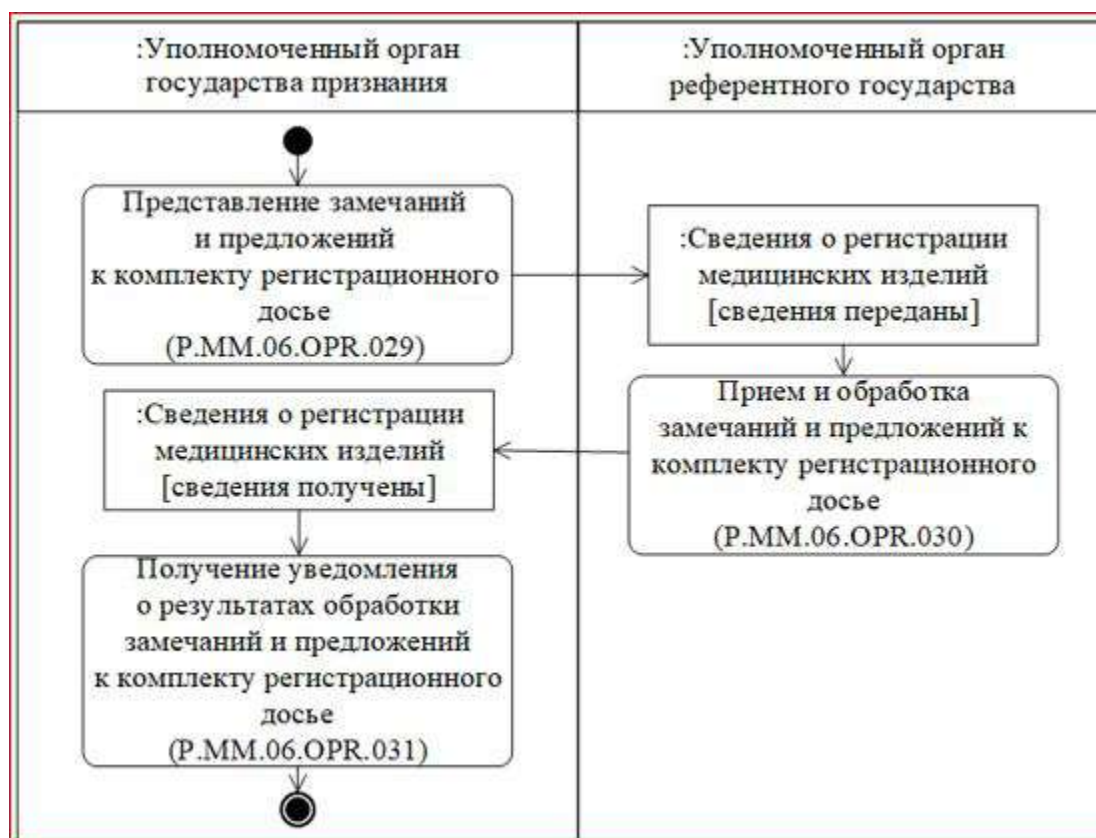 :Уполномоченный орган
государства признания
:Уполномоченный орган
референтного государства
Представление замечаний
и предложений
к комплекту регистрационного
досье
(P.MM.06.OPR.029)
:Сведения о регистрации
медицинских изделий
[сведения переданы]
Прием и обработка
замечаний и предложений к
комплекту регистрационного
досье
(P.MM.06.OPR.030)
:Сведения о регистрации
медицинских изделий
[сведения получены]
Получение уведомления
о результатах обработки
замечаний и предложений
к комплекту регистрационного
досье
(P.MM.06.OPR.031)